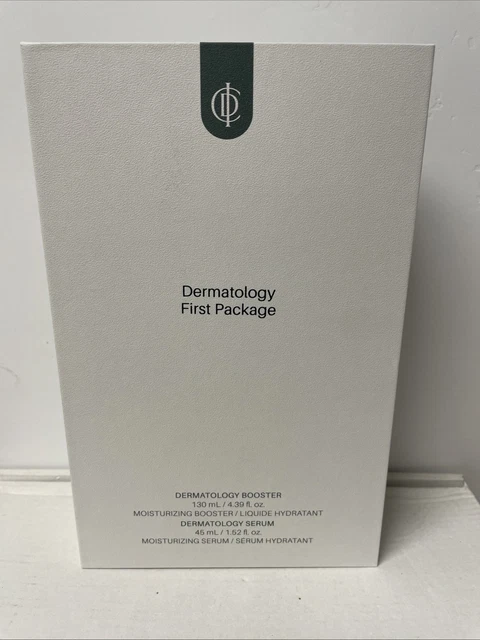 Dermatology
First Package
DERMATOLOGY BOOSTER
130 mL / 4.39 fl. oz.
MOISTURIZING BOOSTER / LIQUIDE HYDRATANT
DERMATOLOGY SERUM
45 mL / 1.52 fl. oz.
MOISTURIZING SERUM / SÉRUM HYDRATANT